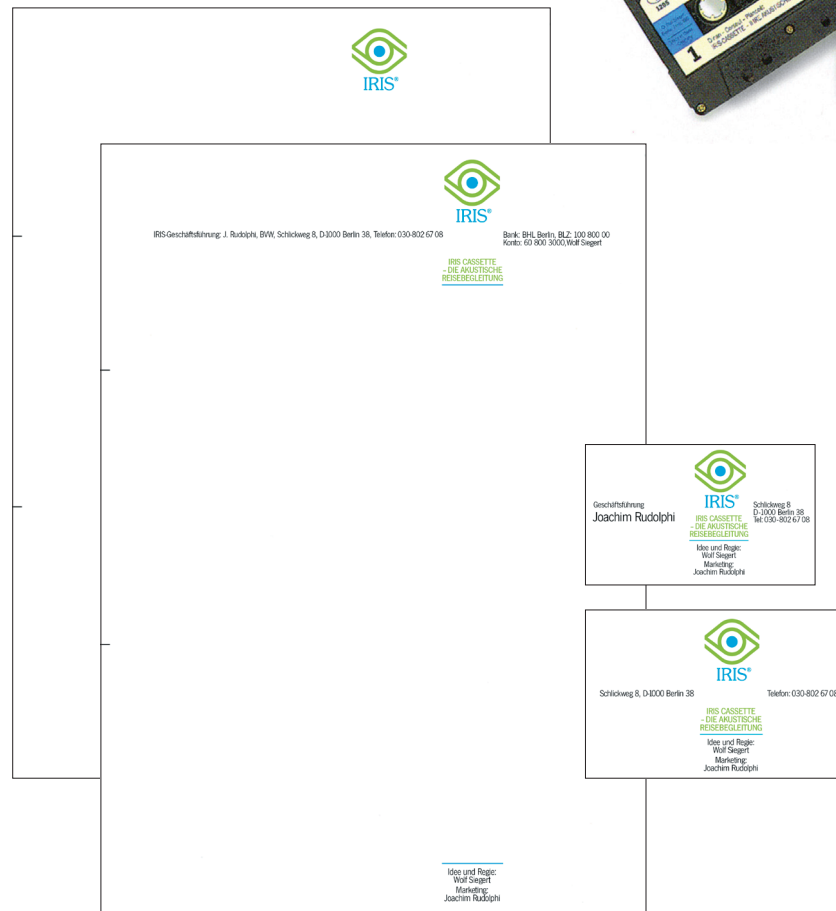 IRIS®
1
IRIS®
IRIS-Geschäftsführung: J. Rudolphi, BVW, Schlickweg 8, D-1000 Berlin 38, Telefon: 030-802 67 08
Bank: BHL Berlin, BLZ: 100 800 00
Konto: 60 800 3000, Wolf Siegert
IRIS CASSETTE
- DIE AKUSTISCHE
REISEBEGLEITUNG
IRIS®
Geschäftsführung
Joachim Rudolphi
Schlickweg 8
D-1000 Berlin 38
Tel: 030-802 67 08
IRIS CASSETTE
- DIE AKUSTISCHE
REISEBEGLEITUNG
Idee und Regie:
Wolf Siegert
Marketing:
Joachim Rudolphi
IRIS®
Schlickweg 8, D-1000 Berlin 38
Telefon: 030-802 67 08
IRIS CASSETTE
- DIE AKUSTISCHE
REISEBEGLEITUNG
Idee und Regie:
Wolf Siegert
Marketing:
Joachim Rudolphi
Idee und Regie:
Wolf Siegert
Marketing:
Joachim Rudolphi